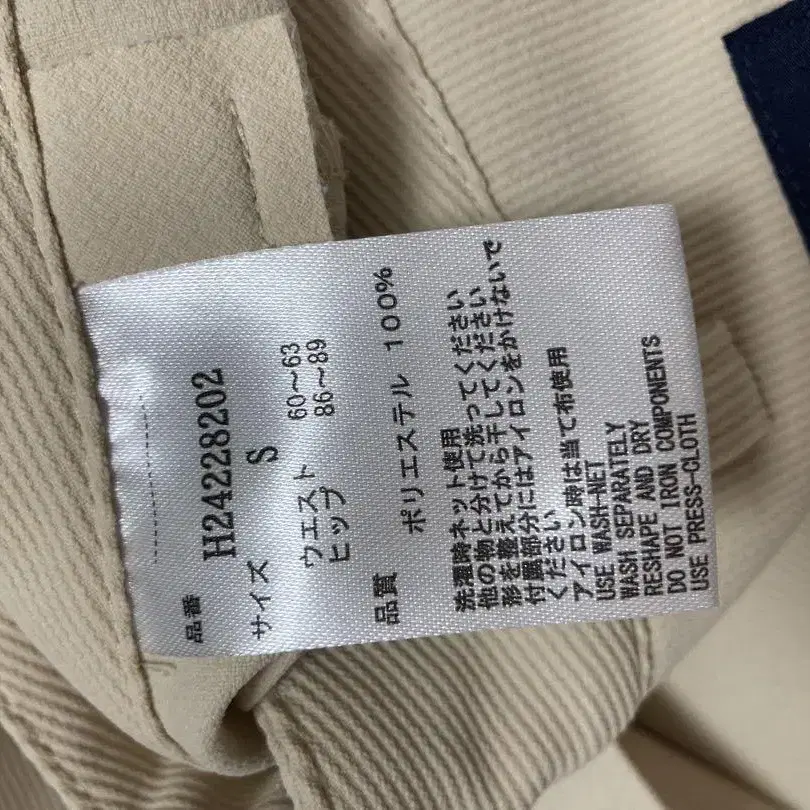 品番 H24228202
サイズ S
ウエスト 60～63
ヒップ 86～89
品質 ポリエステル 100%
洗濯時ネット使用
他の物と分けて洗ってください
形を整えてから干してください
付属部分にはアイロンをかけないで
ください
アイロン時は当て布使用
USE WASH-NET
WASH SEPARATELY
RESHAPE AND DRY
DO NOT IRON COMPONENTS
USE PRESS-CLOTH